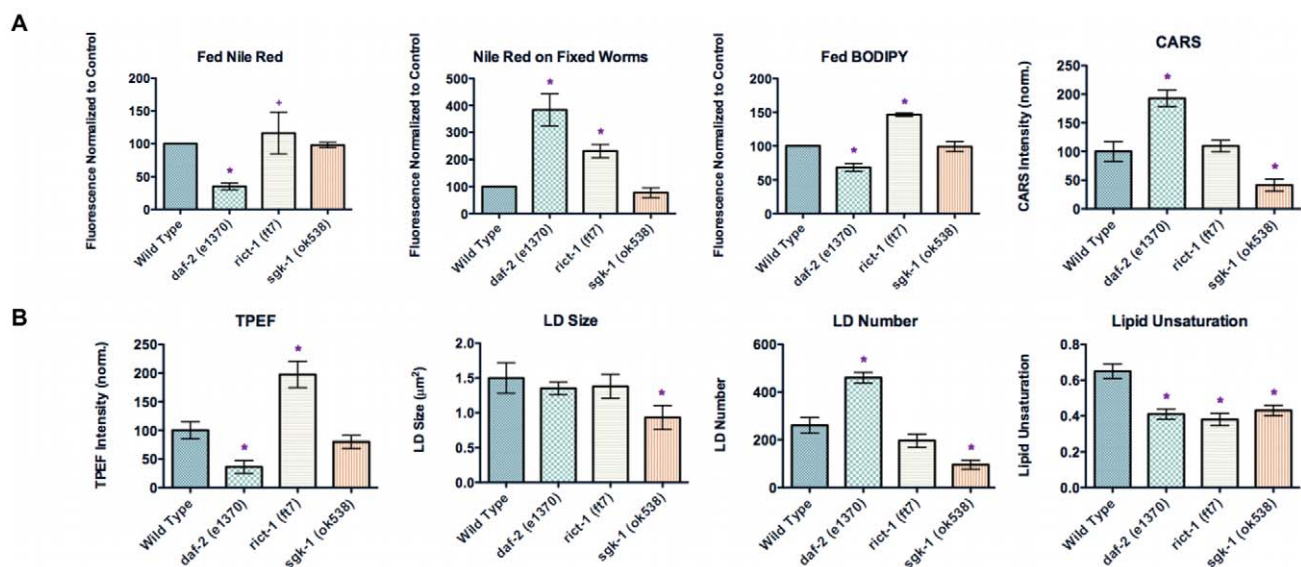 A
Fed Nile Red
Fluorescence Normalized to Control
200
150
100
50
0
+
*
Wild Type
daf-2 (e1370)
rict-1 (ft7)
sgk-1 (ok538)
Nile Red on Fixed Worms
Fluorescence Normalized to Control
500
400
300
200
100
0
*
*
Wild Type
daf-2 (e1370)
rict-1 (ft7)
sgk-1 (ok538)
Fed BODIPY
Fluorescence Normalized to Control
200
150
100
50
0
*
*
Wild Type
daf-2 (e1370)
rict-1 (ft7)
sgk-1 (ok538)
CARS
CARS Intensity (norm.)
250
200
150
100
50
0
*
*
Wild Type
daf-2 (e1370)
rict-1 (ft7)
sgk-1 (ok538)
B
TPEF
TPEF Intensity (norm.)
250
200
150
100
50
0
*
*
Wild Type
daf-2 (e1370)
rict-1 (ft7)
sgk-1 (ok538)
LD Size
LD Size (µm²)
2.0
1.5
1.0
0.5
0.0
*
Wild Type
daf-2 (e1370)
rict-1 (ft7)
sgk-1 (ok538)
LD Number
LD Number
600
400
200
0
*
*
Wild Type
daf-2 (e1370)
rict-1 (ft7)
sgk-1 (ok538)
Lipid Unsaturation
Lipid Unsaturation
0.8
0.6
0.4
0.2
0.0
*
*
*
Wild Type
daf-2 (e1370)
rict-1 (ft7)
sgk-1 (ok538)